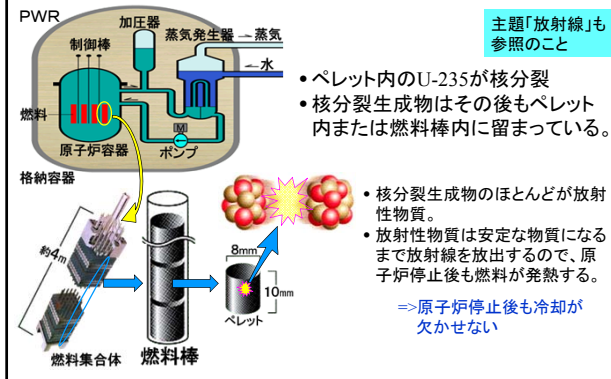 PWR
加圧器
主題「放射線」も
参照のこと
蒸気発生器
蒸気
制御棒
水
•ペレット内のU-235が核分裂
•核分裂生成物はその後もペレット
内または燃料棒内に留まっている。
燃料
M
原子炉容器
ポンプ
格納容器
•核分裂生成物のほとんどが放射
性物質。
•放射性物質は安定な物質になる
まで放射線を放出するので、原
子炉停止後も燃料が発熱する。
約4m
8mm
10mm
ペレット
=>原子炉停止後も冷却が
欠かせない
燃料集合体
燃料棒